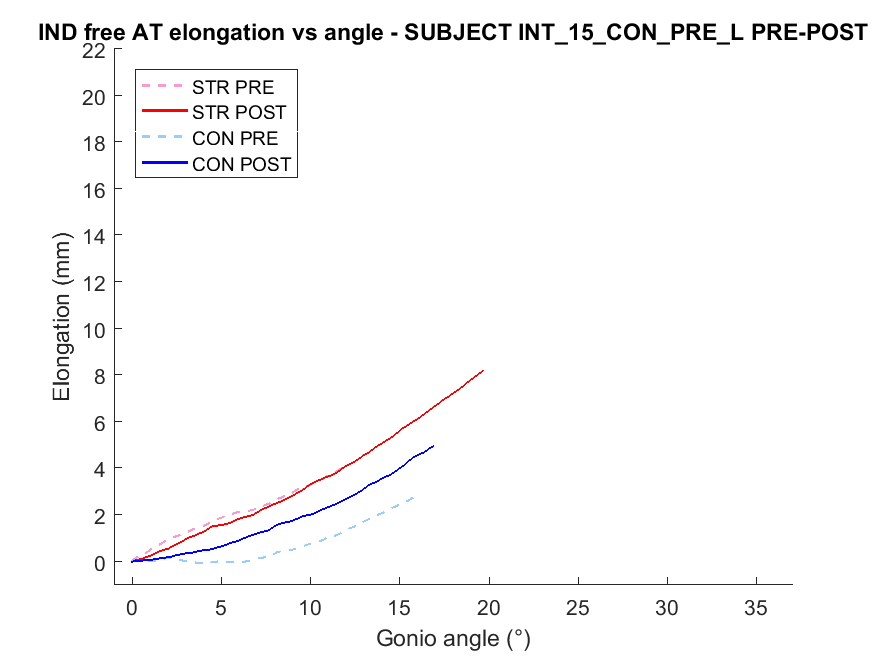 IND free AT elongation vs angle - SUBJECT INT_15_CON_PRE_L PRE-POST
22
20
18
16
14
12
10
8
6
4
2
0
Elongation (mm)
STR PRE
STR POST
CON PRE
CON POST
0 5 10 15 20 25 30 35
Gonio angle (°)